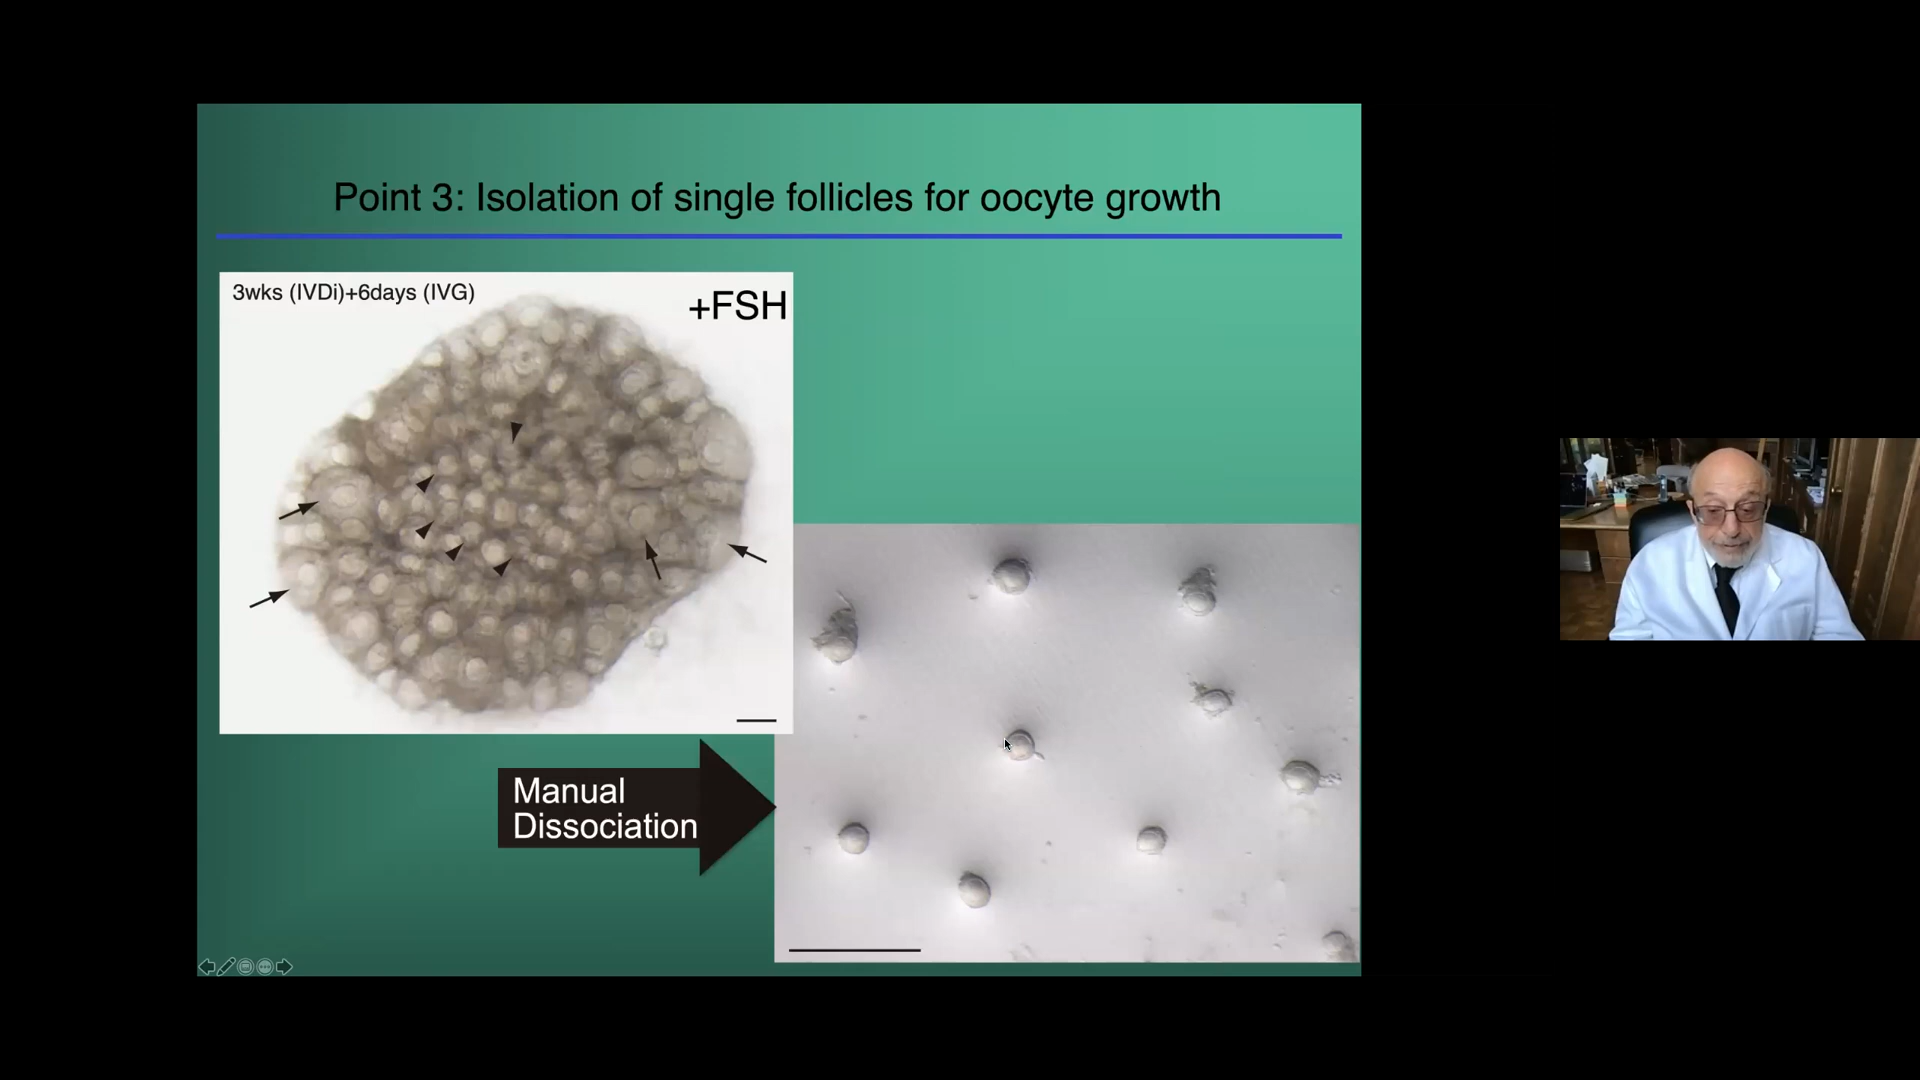 Point 3: Isolation of single follicles for oocyte growth
3wks (IVDi)+6days (IVG)
+FSH
Manual
Dissociation